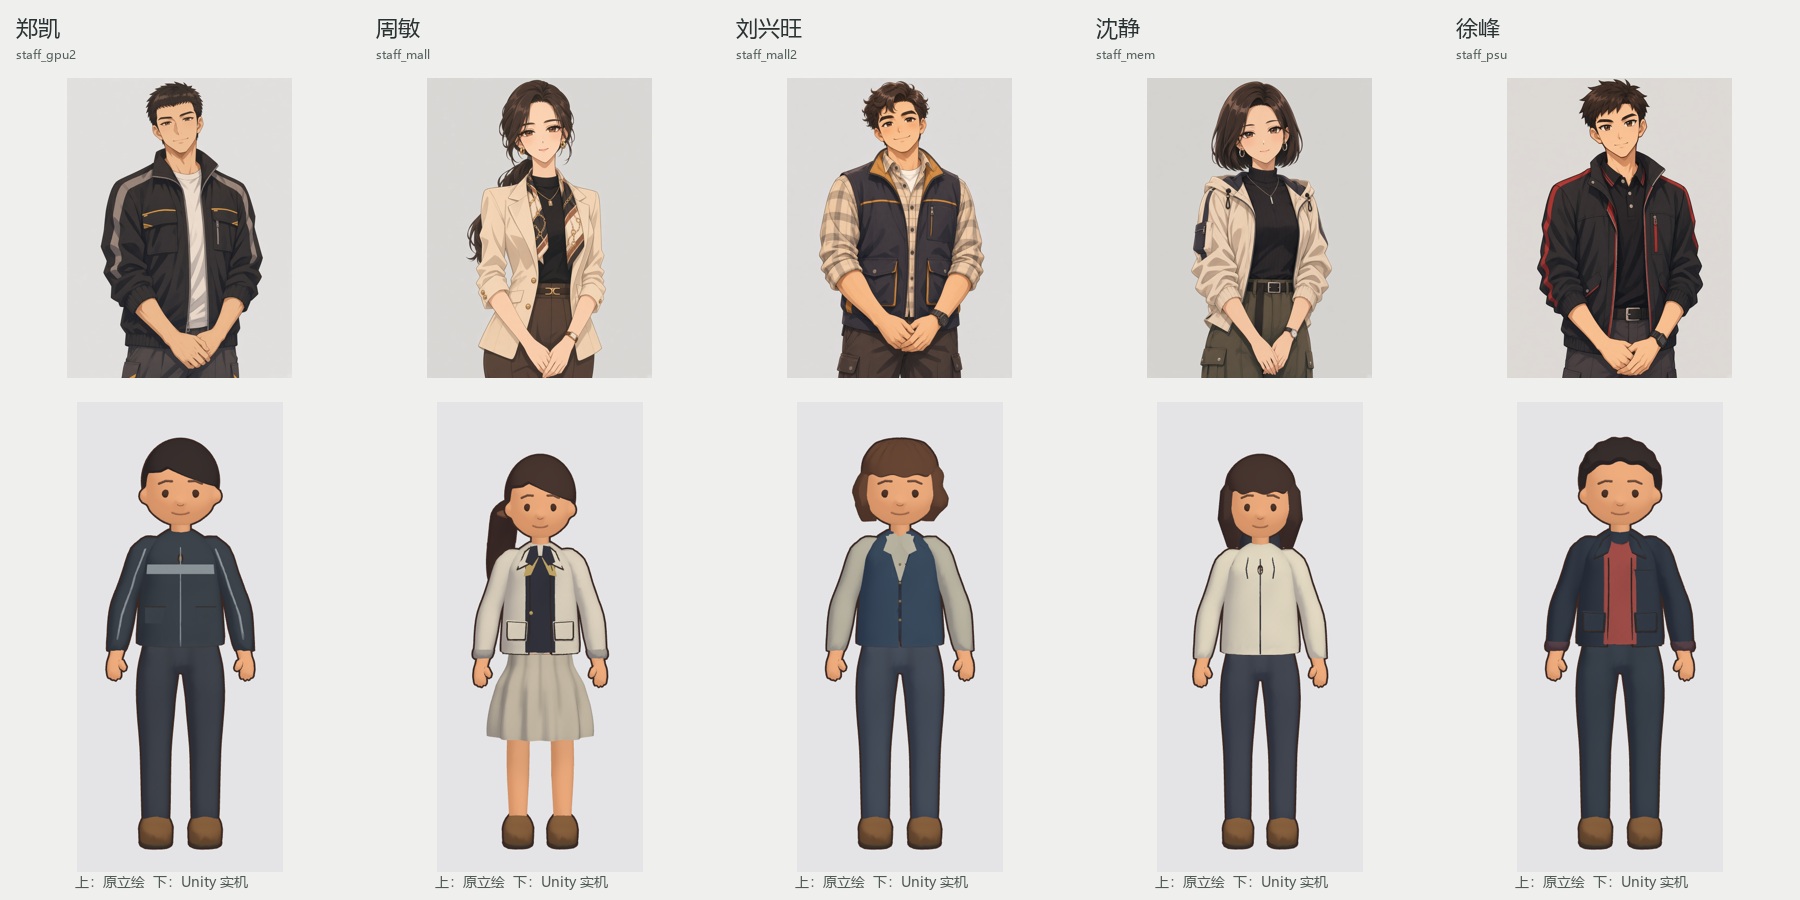 郑凯
staff_gpu2
上：原立绘 下：Unity 实机
周敏
staff_mall
上：原立绘 下：Unity 实机
刘兴旺
staff_mall2
上：原立绘 下：Unity 实机
沈静
staff_mem
上：原立绘 下：Unity 实机
徐峰
staff_psu
上：原立绘 下：Unity 实机